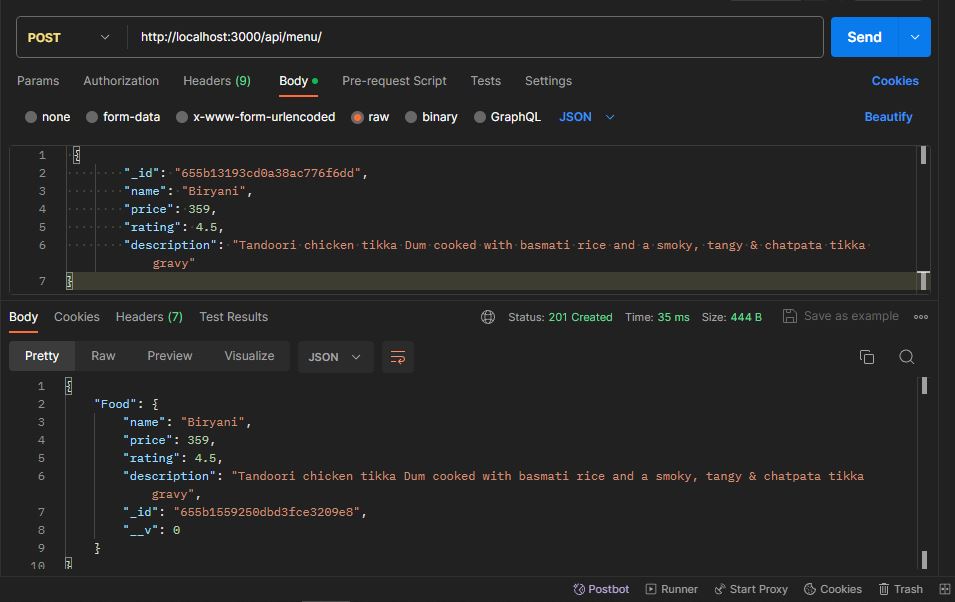 POST http://localhost:3000/api/menu/ Send
Params Authorization Headers (9) Body Pre-request Script Tests Settings Cookies
none form-data x-www-form-urlencoded raw binary GraphQL JSON Beautify
1 {
2 "_id": "655b13193cd0a38ac776f6dd",
3 "name": "Biryani",
4 "price": 359,
5 "rating": 4.5,
6 "description": "Tandoori chicken tikka Dum cooked with basmati rice and a smoky, tangy & chatpata tikka
gravy"
7 }
Body Cookies Headers (7) Test Results Status: 201 Created Time: 35 ms Size: 444 B Save as example
Pretty Raw Preview Visualize JSON
1 {
2 "Food": {
3 "name": "Biryani",
4 "price": 359,
5 "rating": 4.5,
6 "description": "Tandoori chicken tikka Dum cooked with basmati rice and a smoky, tangy & chatpata tikka
gravy",
7 "_id": "655b1559250dbd3fce3209e8",
8 "__v": 0
9 }
10 }
Postbot Runner Start Proxy Cookies Trash